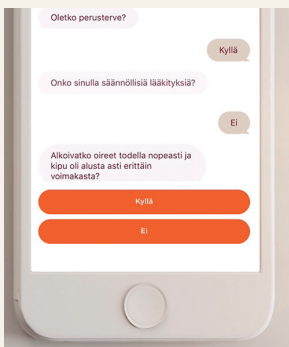 Oletko perusterve?
Kyllä
Onko sinulla säännöllisiä lääkityksiä?
Ei
Alkoivatko oireet todella nopeasti ja
kipu oli alusta asti erittäin
voimakasta?
Kyllä
Ei